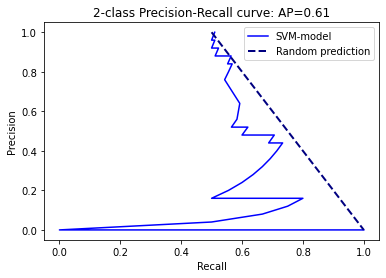 2-class Precision-Recall curve: AP=0.61
SVM-model
Random prediction
Precision
1.0
0.8
0.6
0.4
0.2
0.0
0.0 0.2 0.4 0.6 0.8 1.0
Recall